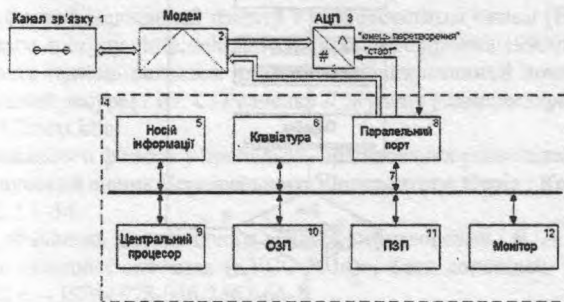 Канал зв'язку 1
Модем 2
АЦП 3
#
"кінець перетворення"
"старт"
4
Носій інформації 5
Клавіатура 6
Паралельний порт 8
7
Центральний процесор 9
ОЗП 10
ПЗП 11
Монітор 12